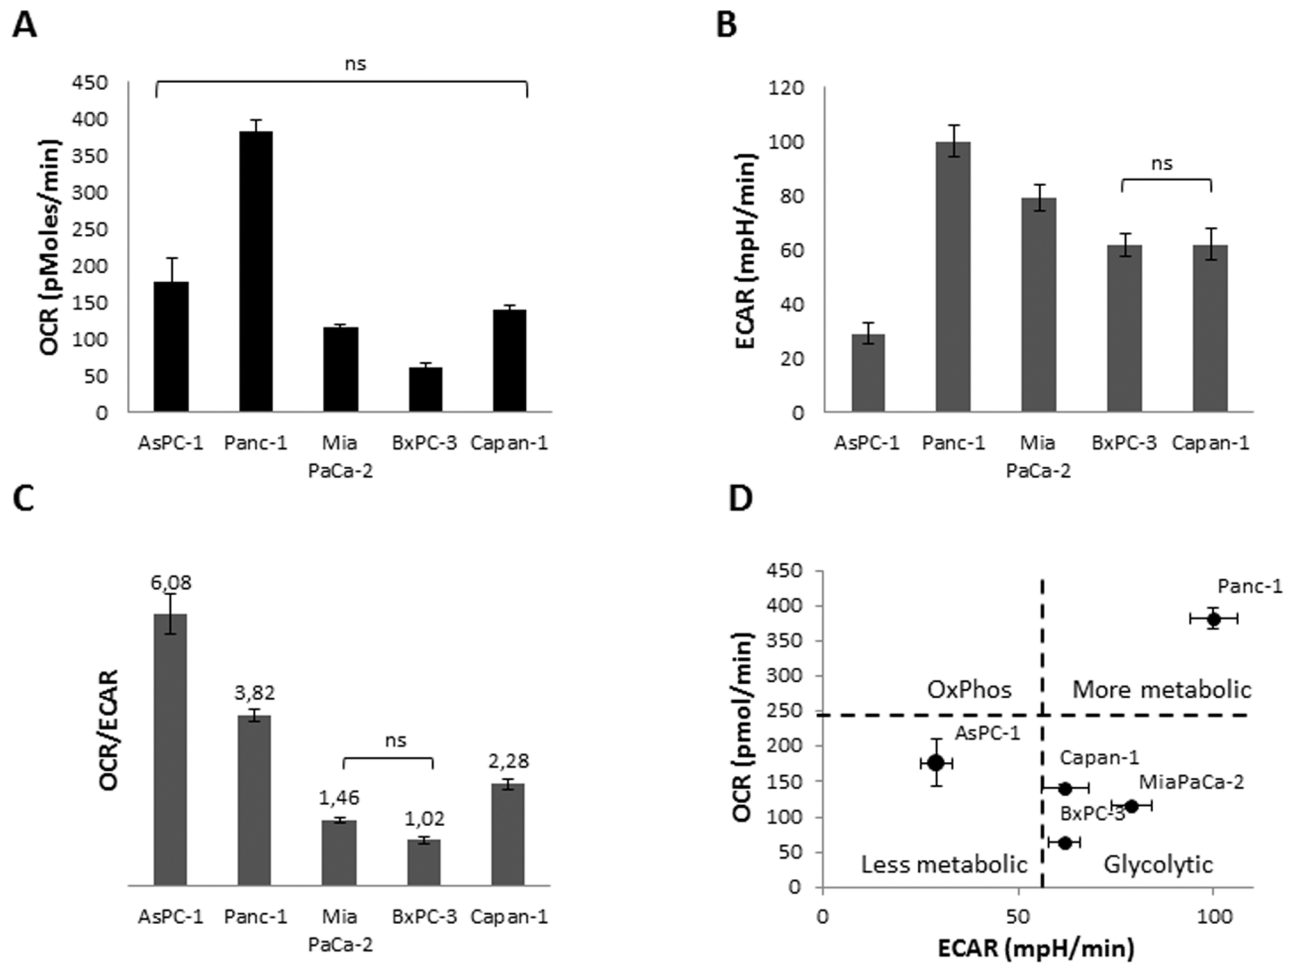 A
ns
OCR (pMoles/min)
450
400
350
300
250
200
150
100
50
0
AsPC-1 Panc-1 Mia BxPC-3 Capan-1
PaCa-2
B
ns
ECAR (mpH/min)
120
100
80
60
40
20
0
AsPC-1 Panc-1 Mia BxPC-3 Capan-1
PaCa-2
C
OCR/ECAR
6,08
3,82
ns
1,46
1,02
2,28
AsPC-1 Panc-1 Mia BxPC-3 Capan-1
PaCa-2
D
OCR (pmol/min)
450
400
350
300
250
200
150
100
50
0
Panc-1
OxPhos More metabolic
AsPC-1
Capan-1
MiaPaCa-2
BxPC-3
Less metabolic Glycolytic
0 50 100
ECAR (mpH/min)